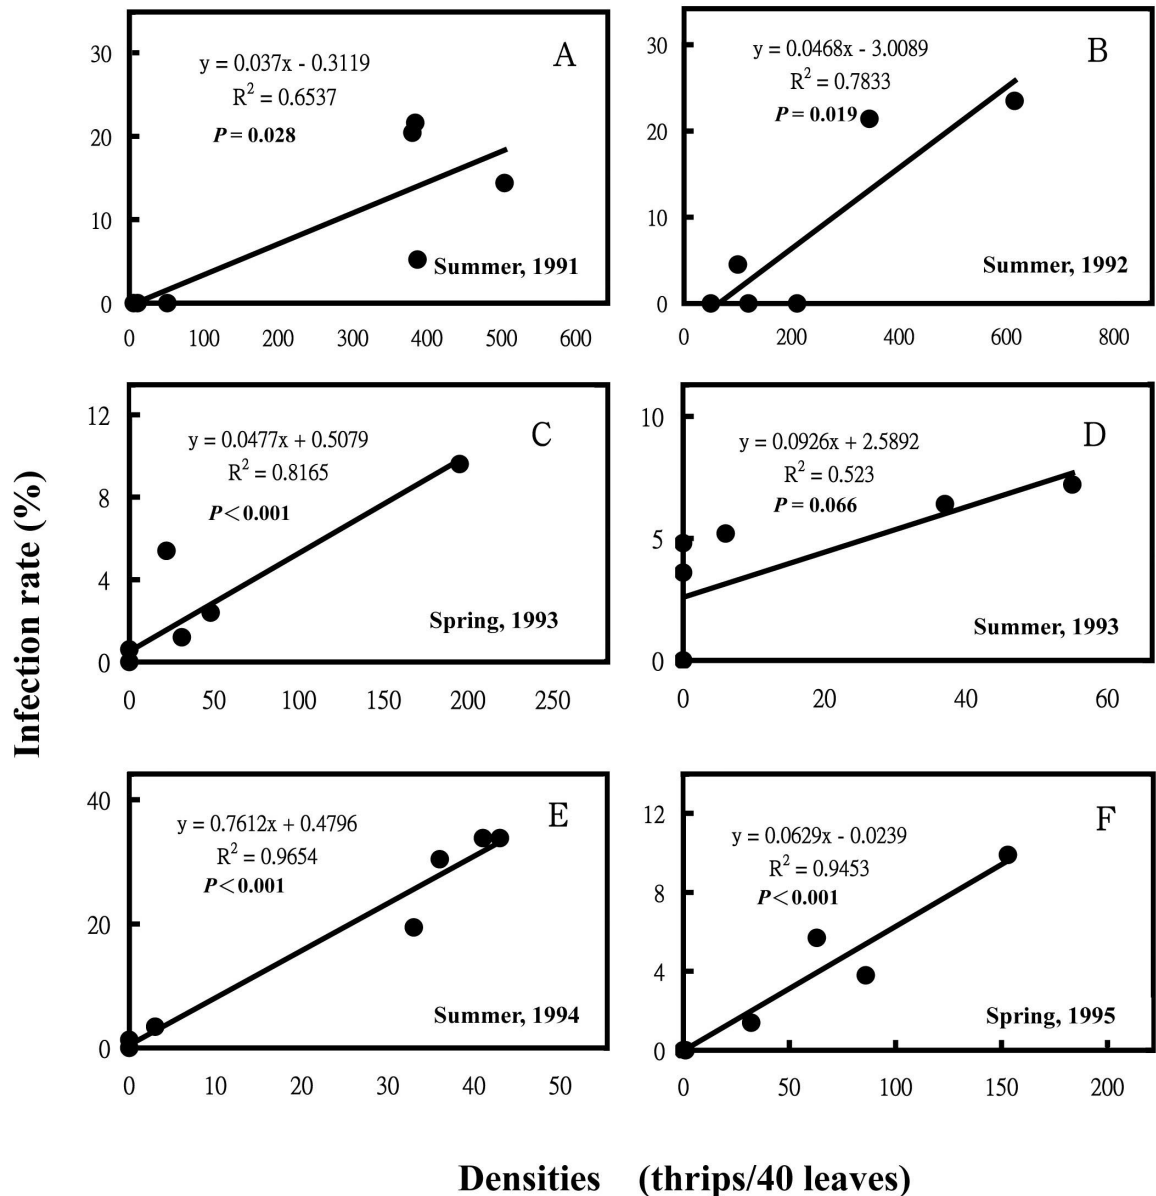 A
y = 0.037x - 0.3119
R² = 0.6537
P = 0.028
30
20
10
0
Summer, 1991
0 100 200 300 400 500 600
B
y = 0.0468x - 3.0089
R² = 0.7833
P = 0.019
30
20
10
0
Summer, 1992
0 200 400 600 800
C
y = 0.0477x + 0.5079
R² = 0.8165
P < 0.001
12
8
4
0
Spring, 1993
0 50 100 150 200 250
D
y = 0.0926x + 2.5892
R² = 0.523
P = 0.066
10
5
0
Summer, 1993
0 20 40 60
E
y = 0.7612x + 0.4796
R² = 0.9654
P < 0.001
40
20
0
Summer, 1994
0 10 20 30 40 50
F
y = 0.0629x - 0.0239
R² = 0.9453
P < 0.001
12
8
4
0
Spring, 1995
0 50 100 150 200
Infection rate (%)
Densities (thrips/40 leaves)